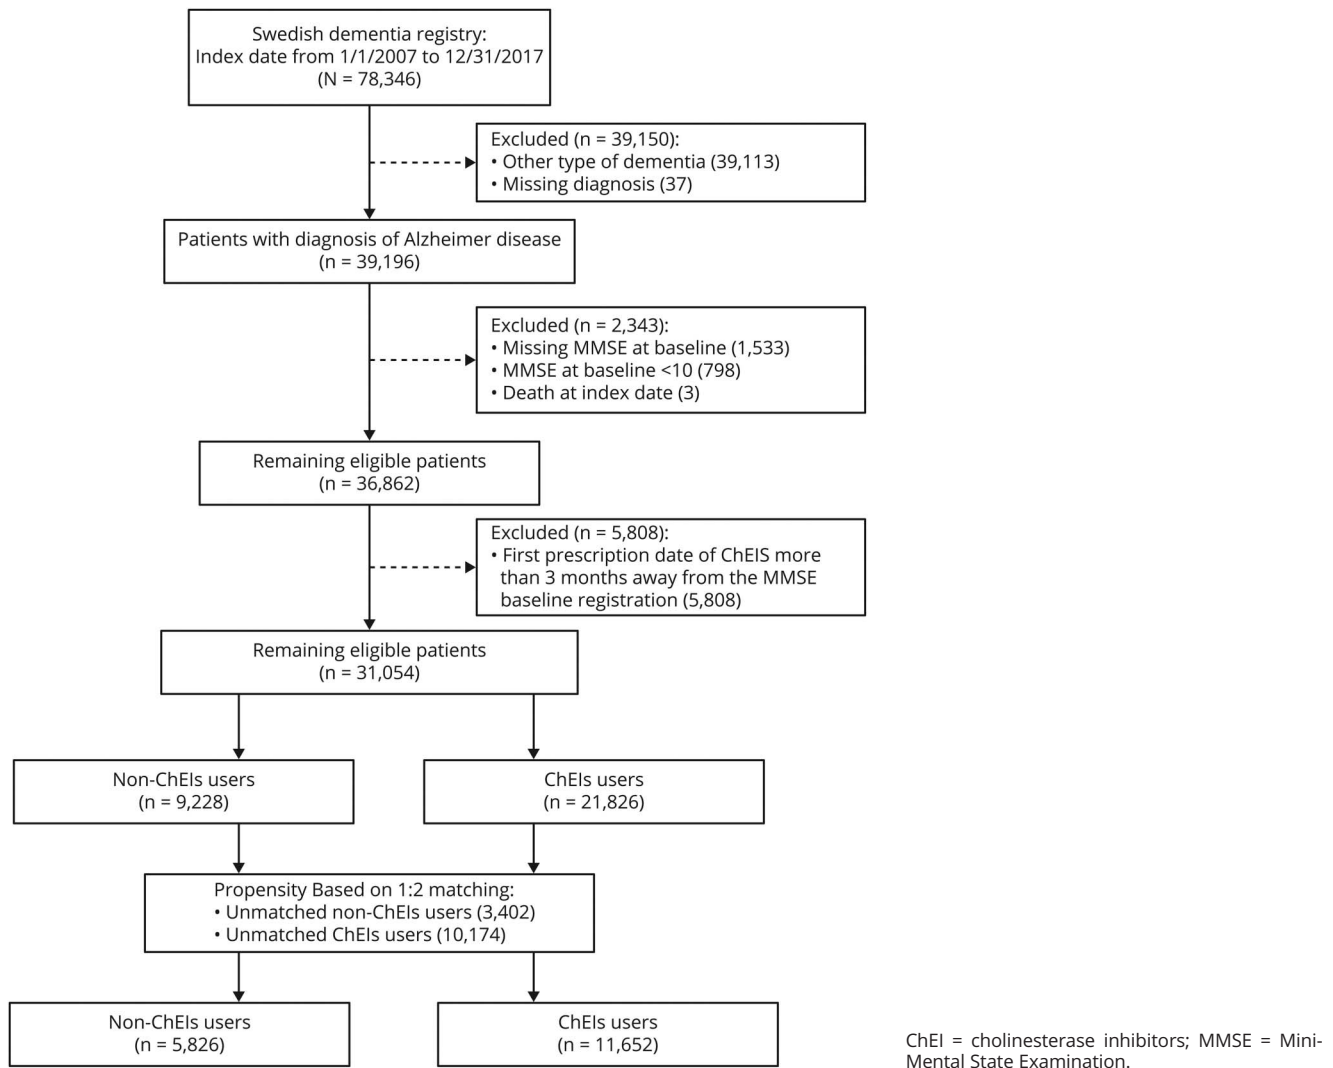 Swedish dementia registry:
Index date from 1/1/2007 to 12/31/2017
(N = 78,346)
Excluded (n = 39,150):
• Other type of dementia (39,113)
• Missing diagnosis (37)
Patients with diagnosis of Alzheimer disease
(n = 39,196)
Excluded (n = 2,343):
• Missing MMSE at baseline (1,533)
• MMSE at baseline <10 (798)
• Death at index date (3)
Remaining eligible patients
(n = 36,862)
Excluded (n = 5,808):
• First prescription date of ChEIS more
than 3 months away from the MMSE
baseline registration (5,808)
Remaining eligible patients
(n = 31,054)
Non-ChEIs users
(n = 9,228)
ChEIs users
(n = 21,826)
Propensity Based on 1:2 matching:
• Unmatched non-ChEIs users (3,402)
• Unmatched ChEIs users (10,174)
Non-ChEIs users
(n = 5,826)
ChEIs users
(n = 11,652)
ChEI = cholinesterase inhibitors; MMSE = Mini-
Mental State Examination.